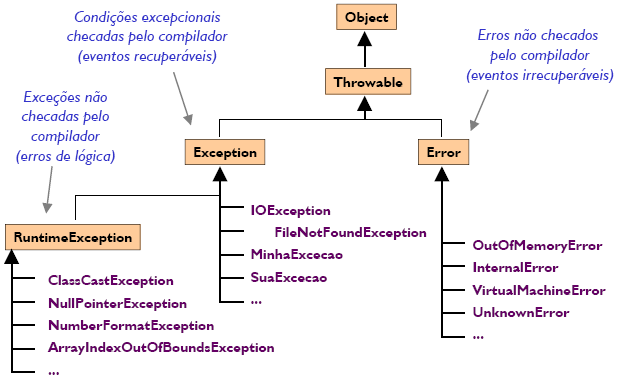 Condições excepcionais
checadas pelo compilador
(eventos recuperáveis)
Object
Erros não checados
pelo compilador
(eventos irrecuperáveis)
Throwable
Exceções não
checadas pelo
compilador
(erros de lógica)
Exception
Error
IOException
FileNotFoundException
MinhaExcecao
SuaExcecao
...
RuntimeException
ClassCastException
NullPointerException
NumberFormatException
ArrayIndexOutOfBoundsException
...
OutOfMemoryError
InternalError
VirtualMachineError
UnknownError
...